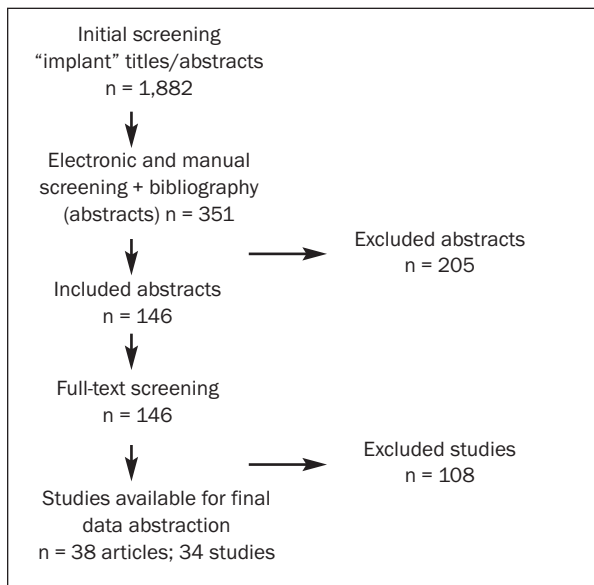 Initial screening
“implant” titles/abstracts
n = 1,882
Electronic and manual
screening + bibliography
(abstracts) n = 351
Excluded abstracts
n = 205
Included abstracts
n = 146
Full-text screening
n = 146
Excluded studies
n = 108
Studies available for final
data abstraction
n = 38 articles; 34 studies